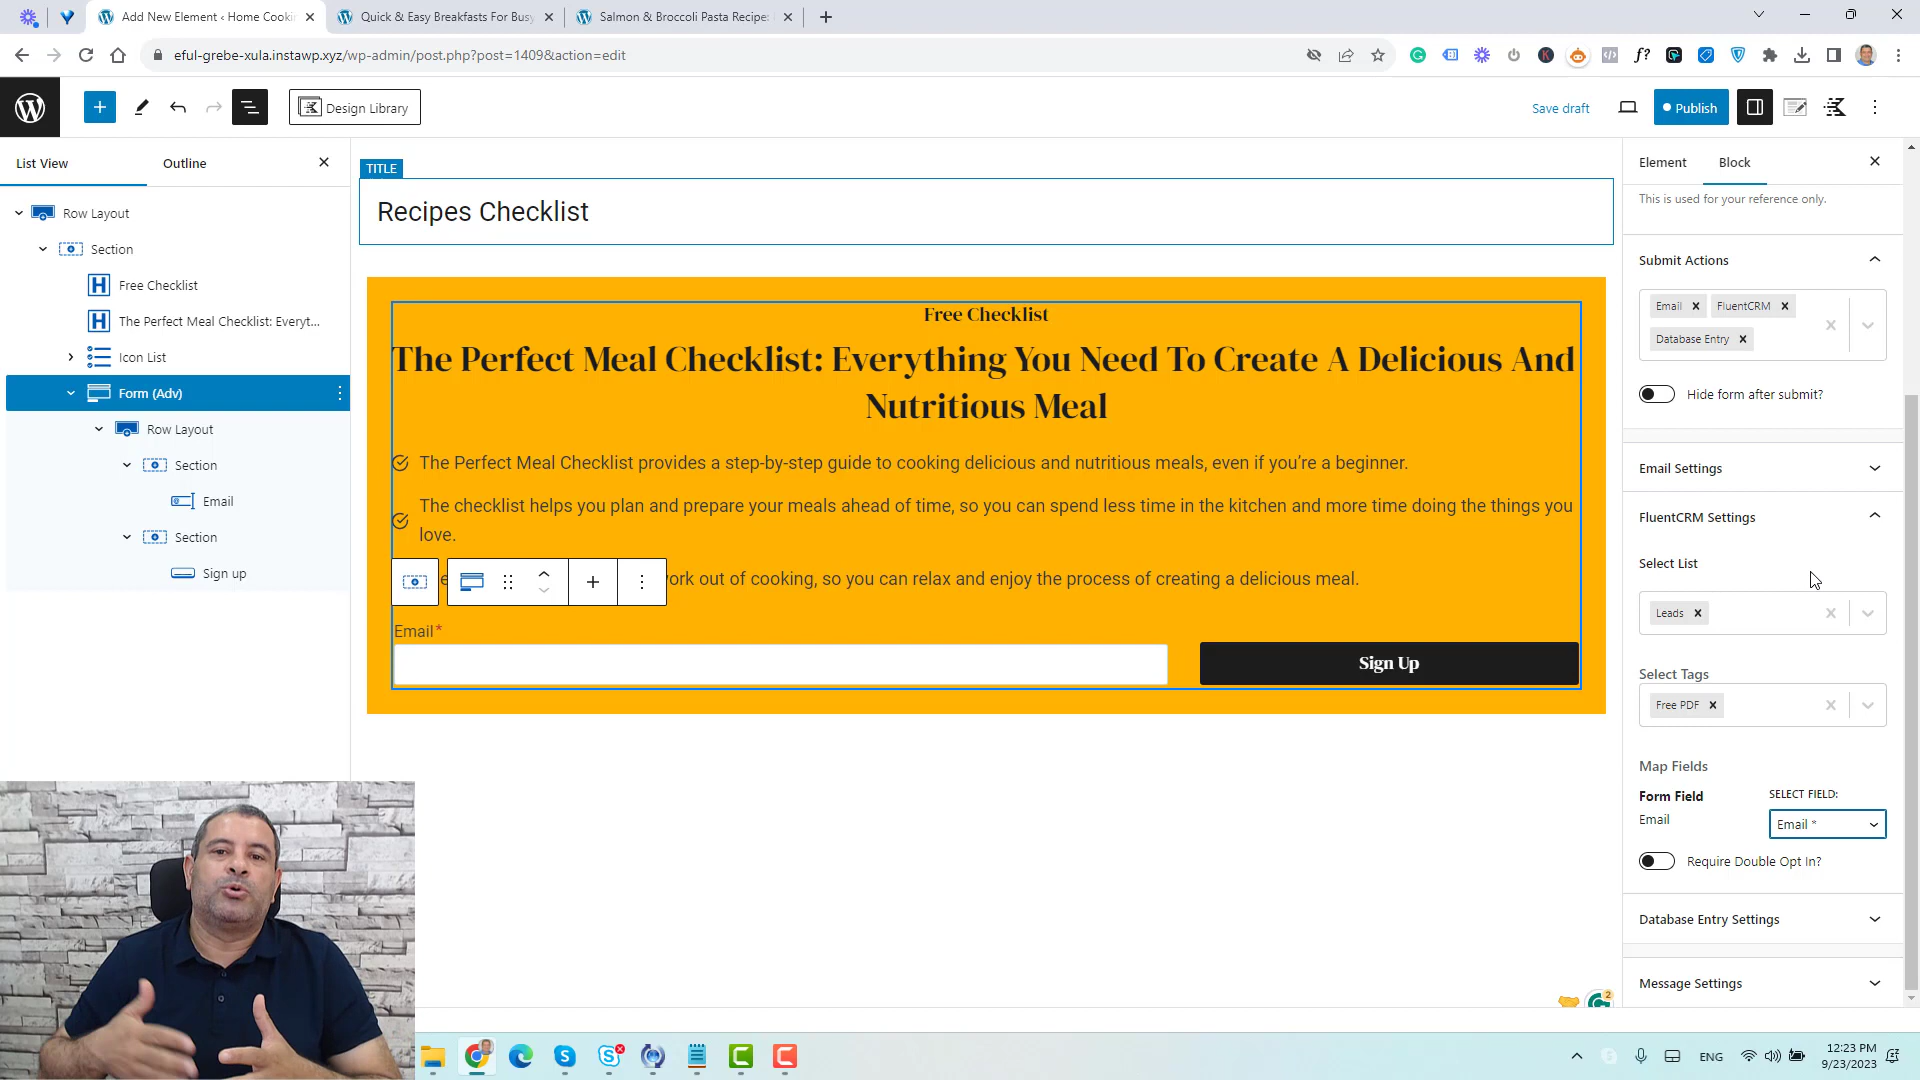 Add New Element ‹ Home Cooki
Quick & Easy Breakfasts For Busy
Salmon & Broccoli Pasta Recipe:
eful-grebe-xula.instawp.xyz/wp-admin/post.php?post=1409&action=edit
Design Library
Save draft
Publish
List View
Outline
Row Layout
Section
Free Checklist
The Perfect Meal Checklist: Everyt...
Icon List
Form (Adv)
Row Layout
Section
Email
Section
Sign up
TITLE
Recipes Checklist
Free Checklist
The Perfect Meal Checklist: Everything You Need To Create A Delicious And
Nutritious Meal
The Perfect Meal Checklist provides a step-by-step guide to cooking delicious and nutritious meals, even if you're a beginner.
The checklist helps you plan and prepare your meals ahead of time, so you can spend less time in the kitchen and more time doing the things you
love.
ork out of cooking, so you can relax and enjoy the process of creating a delicious meal.
Email*
Sign Up
Element
Block
This is used for your reference only.
Submit Actions
Email
FluentCRM
Database Entry
Hide form after submit?
Email Settings
FluentCRM Settings
Select List
Leads
Select Tags
Free PDF
Map Fields
Form Field
SELECT FIELD:
Email
Email *
Require Double Opt In?
Database Entry Settings
Message Settings
2
ENG
12:23 PM
9/23/2023